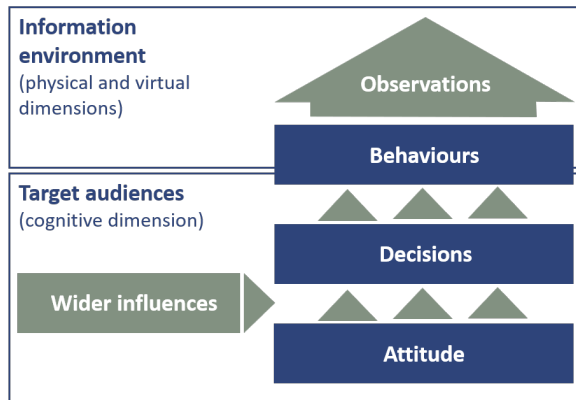 Information
environment
(physical and virtual
dimensions)
Observations
Behaviours
Target audiences
(cognitive dimension)
Decisions
Wider influences
Attitude